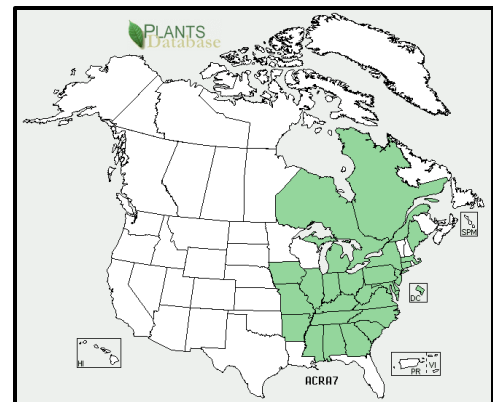 PLANTS
Database
SPM
DC
HI
PR VI
ACRA7